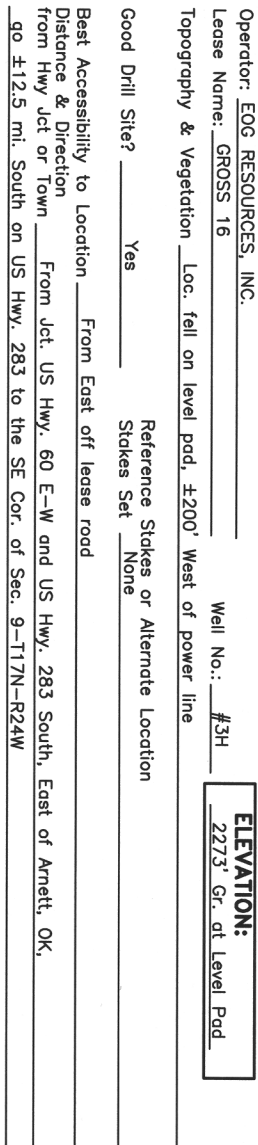 Operator: EOG RESOURCES, INC.
Lease Name: GROSS 16 Well No.: #3H
ELEVATION:
2273' Gr. at Level Pad
Topography & Vegetation Loc. fell on level pad, ±200' West of power line
Good Drill Site? Yes
Reference Stakes or Alternate Location
Stakes Set None
Best Accessibility to Location From East off lease road
Distance & Direction
from Hwy Jct or Town From Jct. US Hwy. 60 E-W and US Hwy. 283 South, East of Arnett, OK,
go ±12.5 mi. South on US Hwy. 283 to the SE Cor. of Sec. 9-T17N-R24W